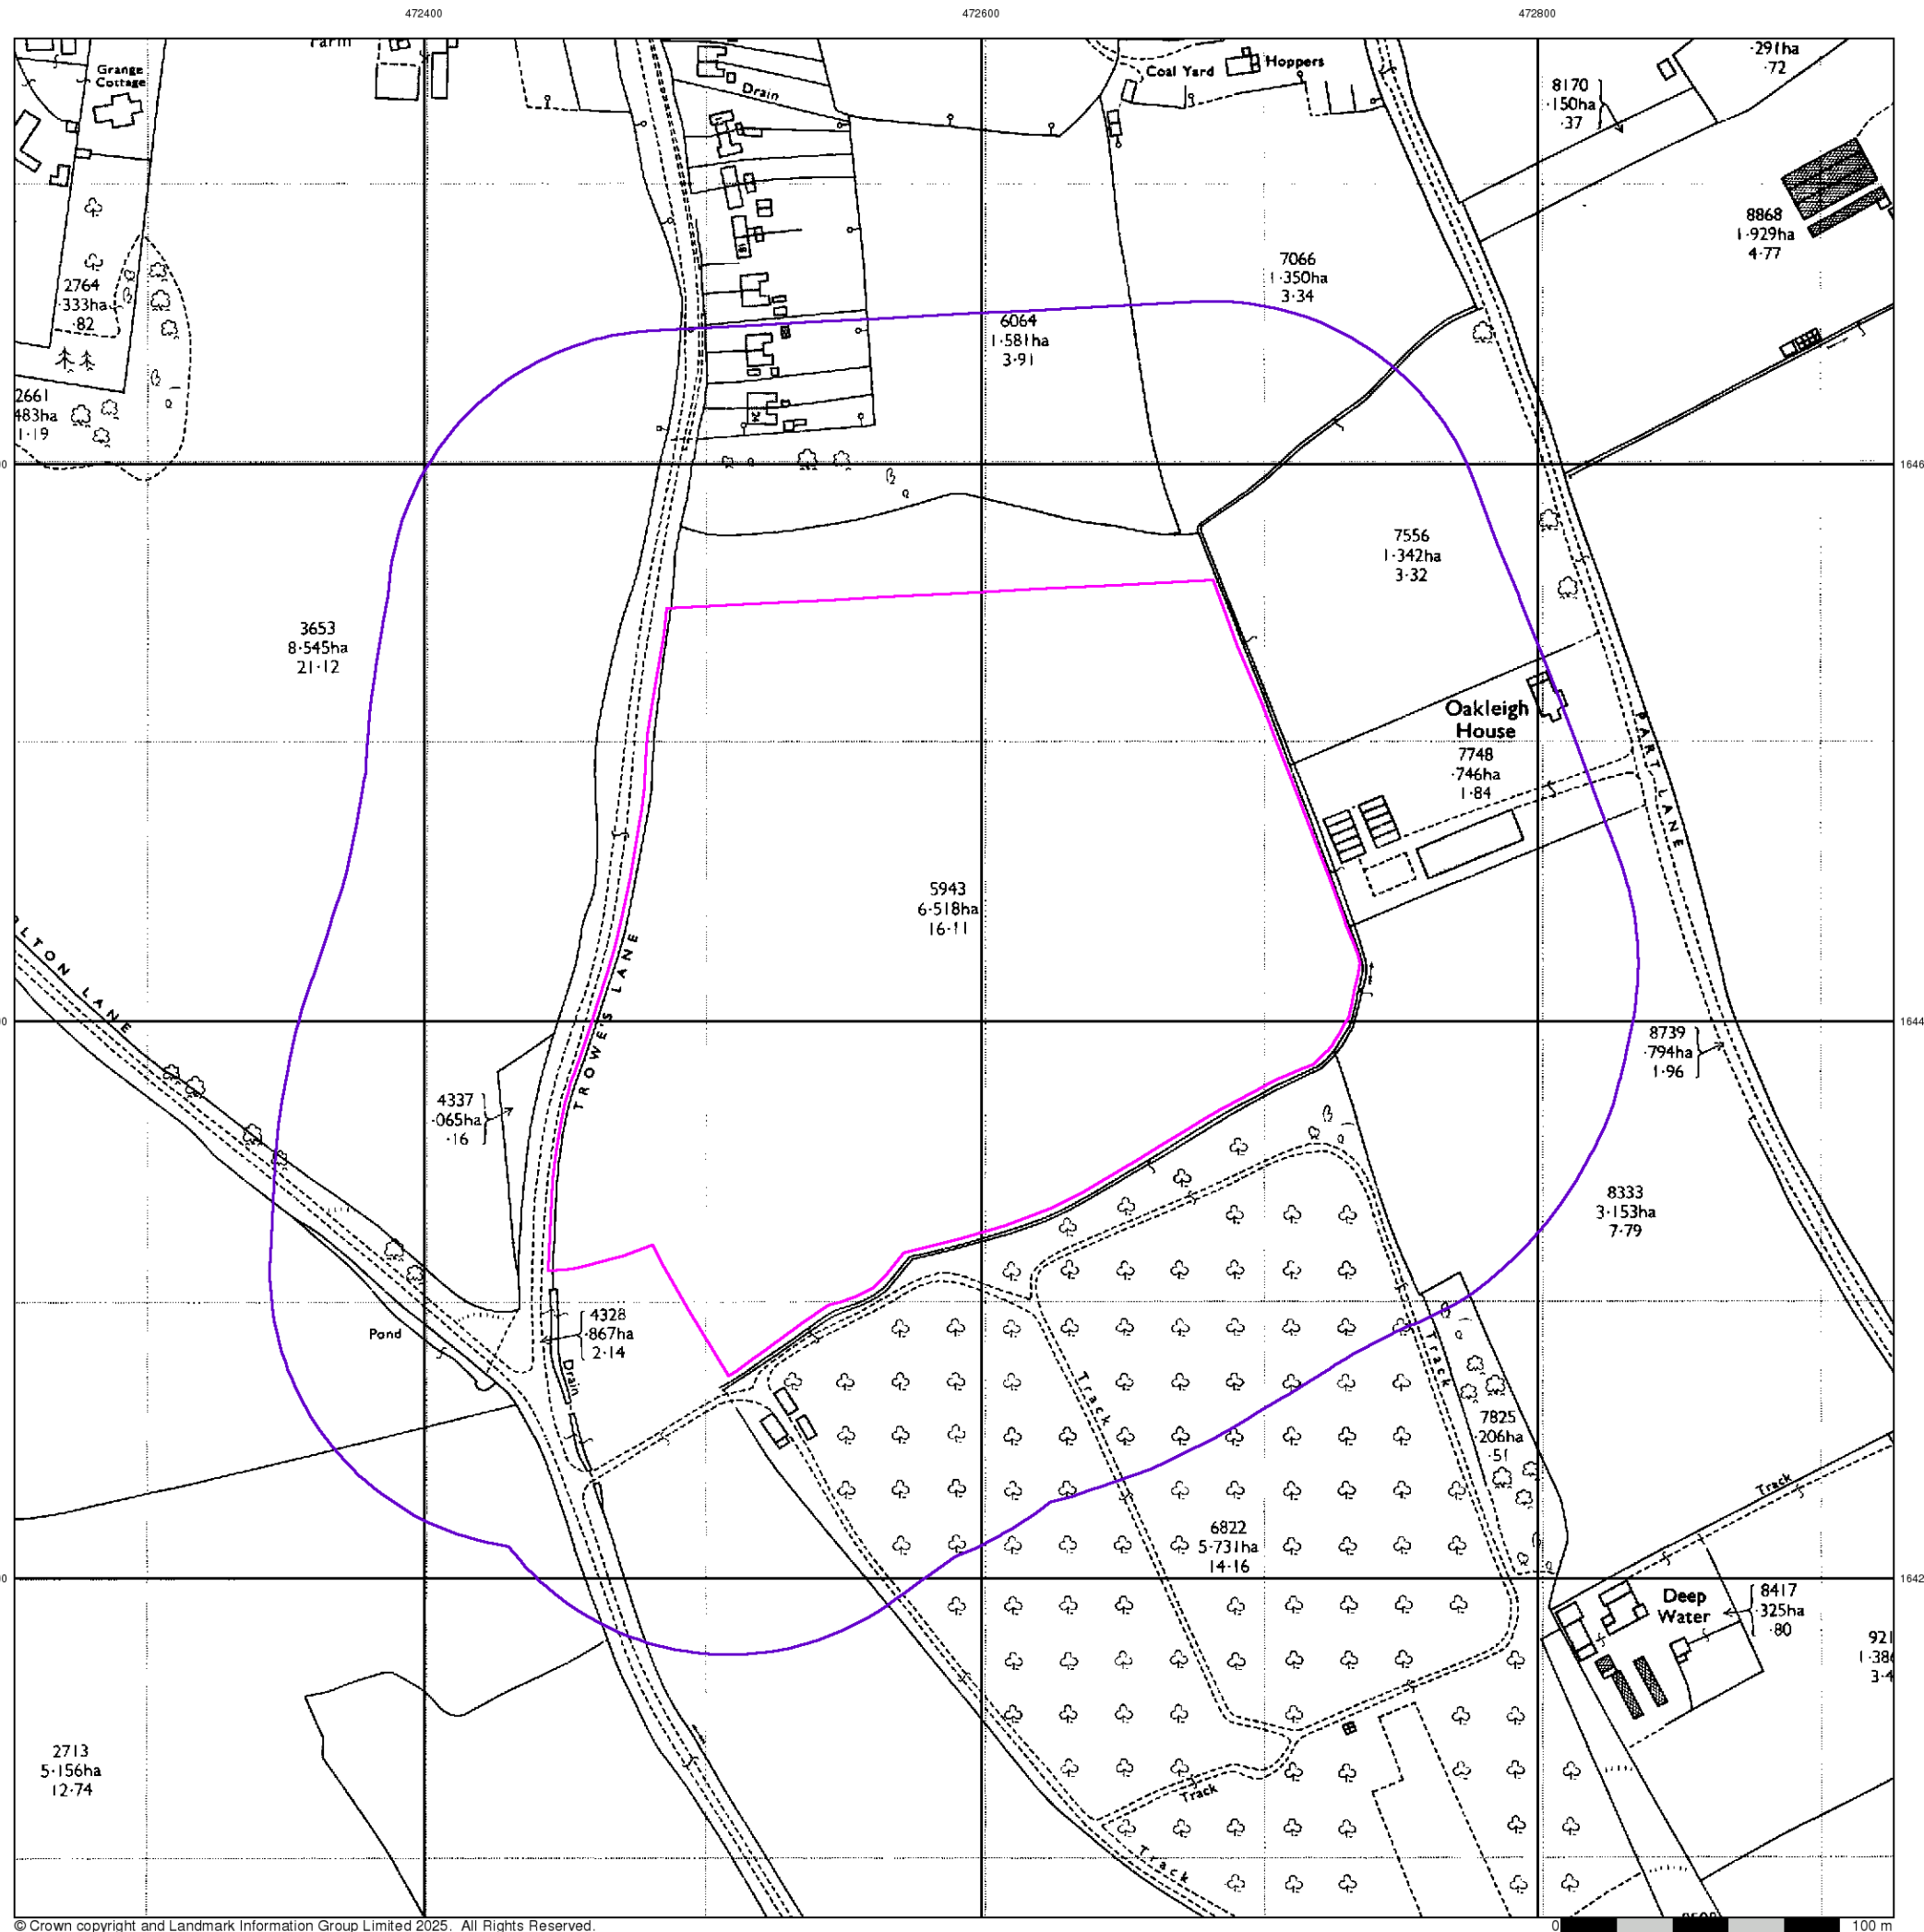 472400
472600
472800
Farm
Grange
Cottage
Drain
Coal Yard
Hoppers
·291ha
·72
8170
·150ha
·37
8868
1·929ha
4·77
2764
·333ha
·82
7066
1·350ha
3·34
6064
1·581ha
3·91
2661
483ha
1·19
1646
7556
1·342ha
3·32
3653
8·545ha
21·12
Oakleigh
House
7748
·746ha
1·84
PART LANE
5943
6·518ha
16·11
LTON LANE
TROWE'S LANE
1644
8739
·794ha
1·96
4337
·065ha
·16
8333
3·153ha
7·79
Pond
4328
·867ha
2·14
Drain
Track
Track
7825
·206ha
·51
Track
6822
5·731ha
14·16
1642
Deep
Water
8417
·325ha
·80
921
1·386
3·4
2713
5·156ha
12·74
Track
Track
© Crown copyright and Landmark Information Group Limited 2025. All Rights Reserved.
0
100 m